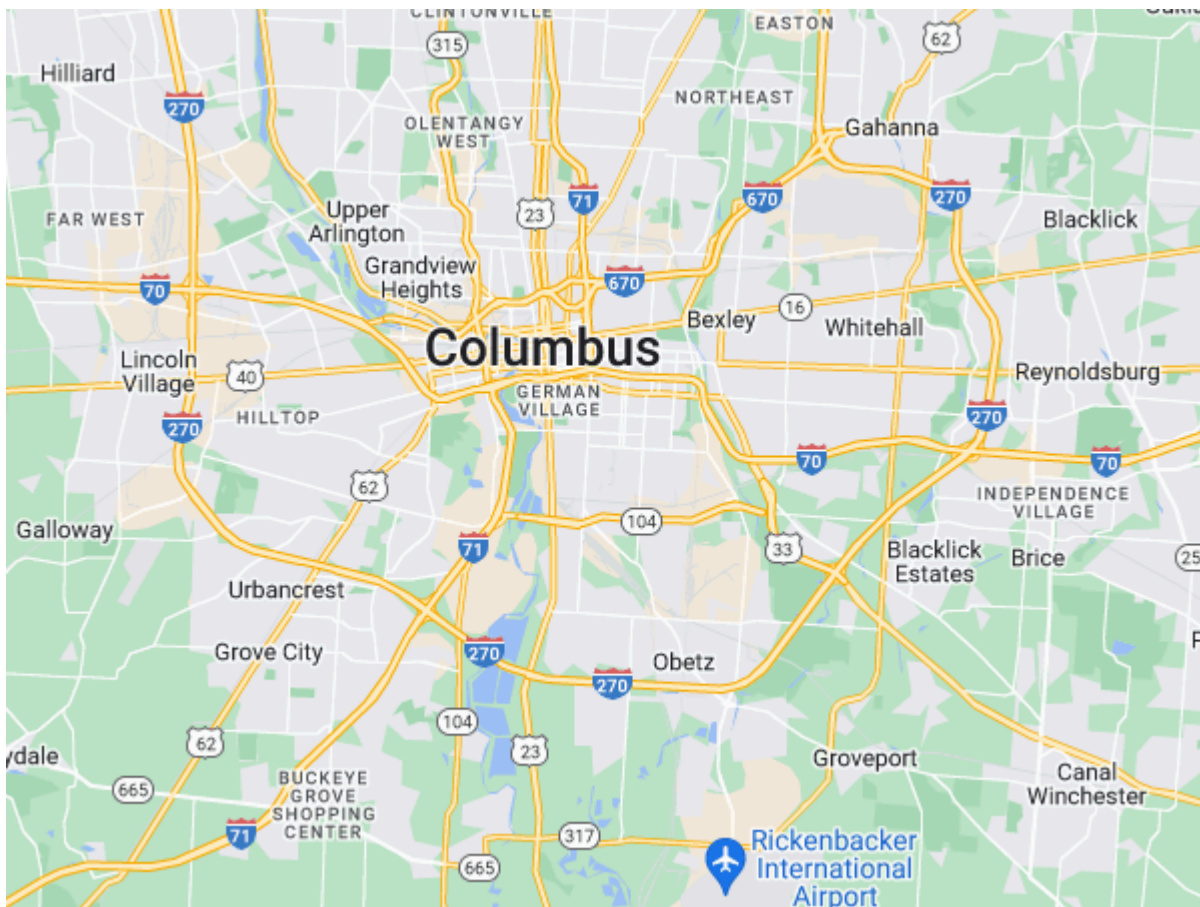 CLINTONVILLE
EASTON
315
62
Hilliard
270
NORTHEAST
OLENTANGY
WEST
Gahanna
FAR WEST
Upper
Arlington
23
71
670
270
Blacklick
Grandview
Heights
70
670
16
Bexley
Whitehall
Columbus
Lincoln
Village
40
GERMAN
VILLAGE
Reynoldsburg
HILLTOP
270
270
70
70
62
INDEPENDENCE
VILLAGE
Galloway
104
71
33
Blacklick
Estates
Brice
25
Urbancrest
Grove City
270
Obetz
270
104
62
23
ydale
Groveport
665
BUCKEYE
GROVE
SHOPPING
CENTER
Canal
Winchester
71
317
665
Rickenbacker
International
Airport